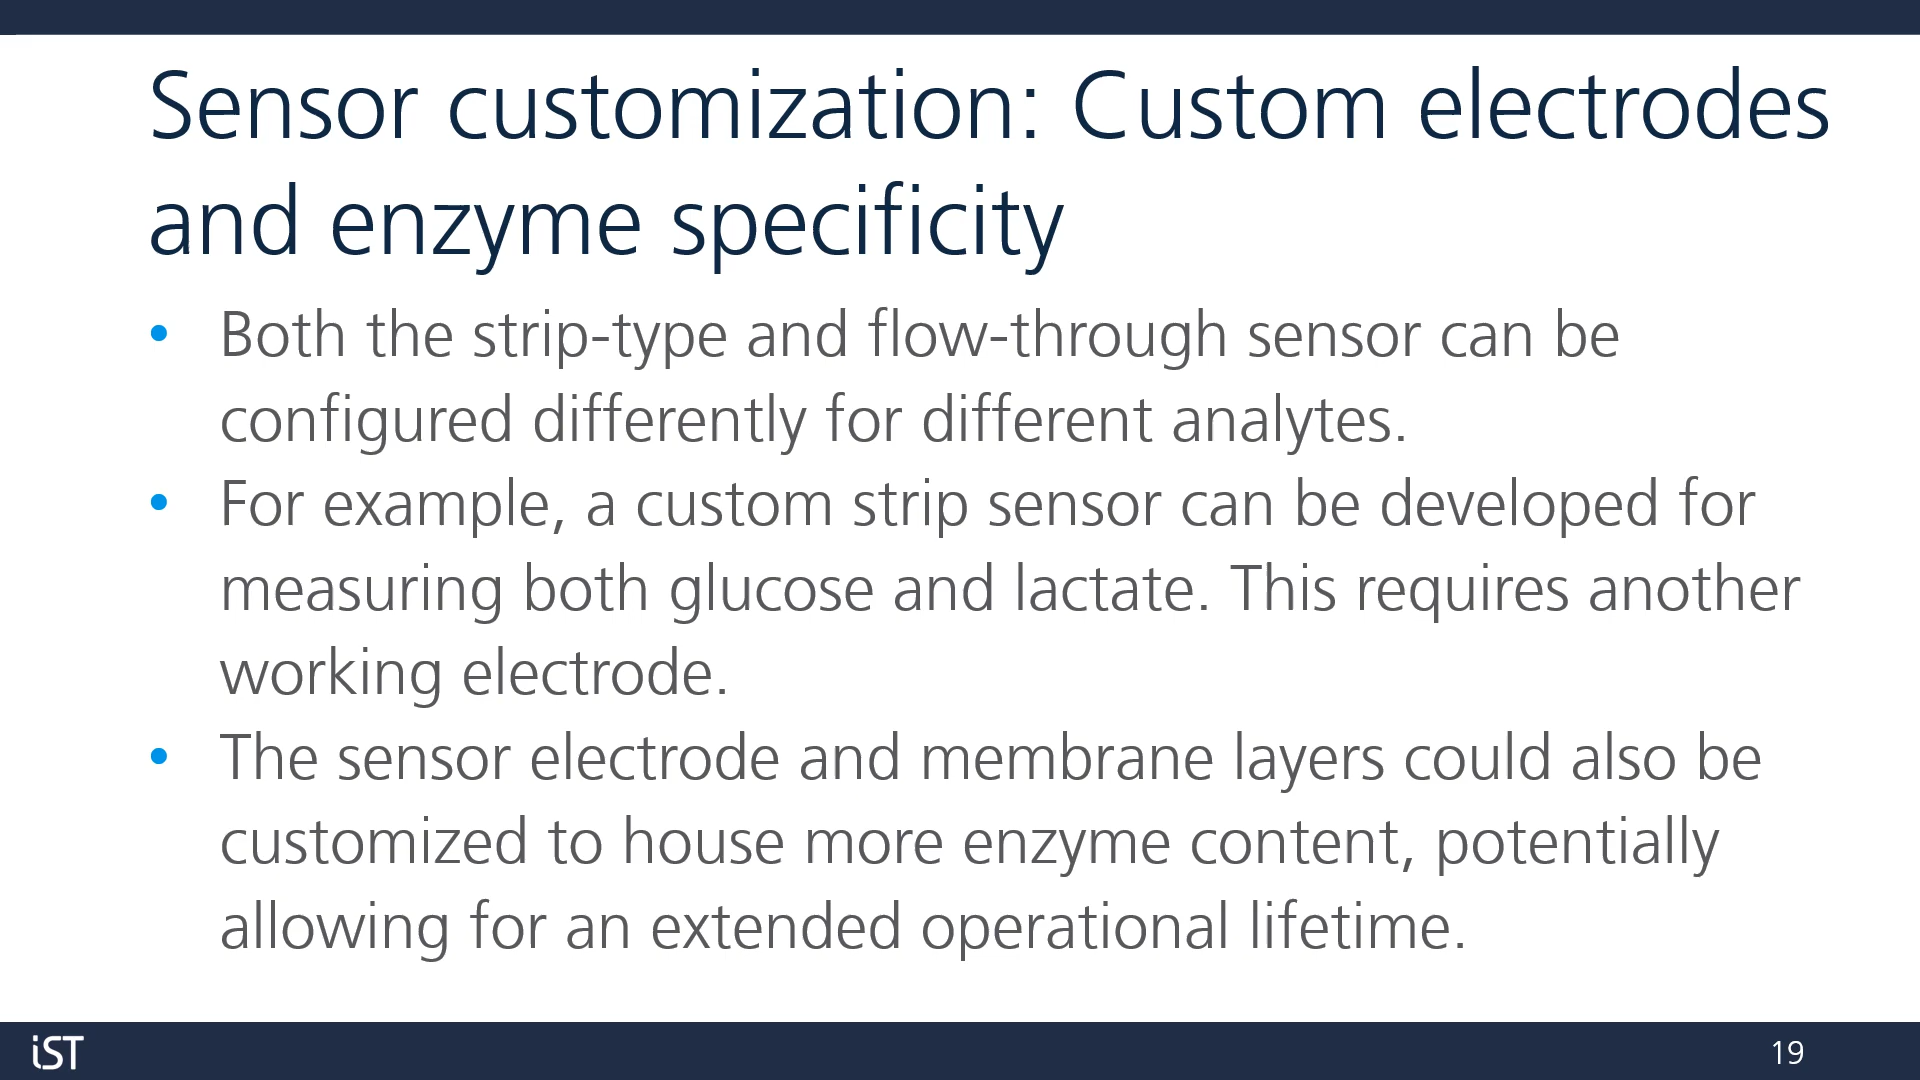 Sensor customization: Custom electrodes
and enzyme specificity
• Both the strip-type and flow-through sensor can be
configured differently for different analytes.
• For example, a custom strip sensor can be developed for
measuring both glucose and lactate. This requires another
working electrode.
• The sensor electrode and membrane layers could also be
customized to house more enzyme content, potentially
allowing for an extended operational lifetime.
iST
19